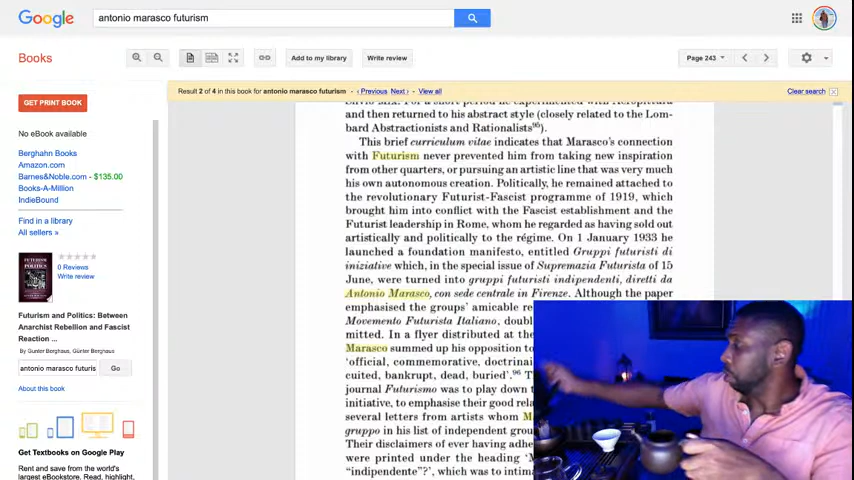 Google
antonio marasco futurism
Books
Add to my library
Write review
Page 243
Result 2 of 4 in this book for antonio marasco futurism - ‹ Previous Next › - View all
Clear search
GET PRINT BOOK
No eBook available
Berghahn Books
Amazon.com
Barnes&Noble.com - $135.00
Books-A-Million
IndieBound
Find in a library
All sellers »
0 Reviews
Write review
Futurism and Politics: Between
Anarchist Rebellion and Fascist
Reaction ...
By Gunter Berghaus, Günter Berghaus
antonio marasco futuris
Go
About this book
Get Textbooks on Google Play
Rent and save from the world's
largest eBookstore. Read, highlight,
and then returned to his abstract style (closely related to the Lom-
bard Abstractionists and Rationalists⁹⁵).
This brief curriculum vitae indicates that Marasco's connection
with Futurism never prevented him from taking new inspiration
from other quarters, or pursuing an artistic line that was very much
his own autonomous creation. Politically, he remained attached to
the revolutionary Futurist-Fascist programme of 1919, which
brought him into conflict with the Fascist establishment and the
Futurist leadership in Rome, whom he regarded as having sold out
artistically and politically to the régime. On 1 January 1933 he
launched a foundation manifesto, entitled Gruppi futuristi di
iniziative which, in the special issue of Supremazia Futurista of 15
June, were turned into gruppi futuristi indipendenti, diretti da
Antonio Marasco, con sede centrale in Firenze. Although the paper
emphasised the groups' amicable
Movemento Futurista Italiano, doub
mitted. In a flyer distributed at the
Marasco summed up his opposition to
'official, commemorative, doctrinai
cuited, bankrupt, dead, buried'.⁹⁶ The
journal Futurismo was to play down
initiative, to emphasise their good rela
several letters from artists whom M
gruppo in his list of independent grou
Their disclaimers of ever having adhe
were printed under the heading
"indipendente"?', which was to intim